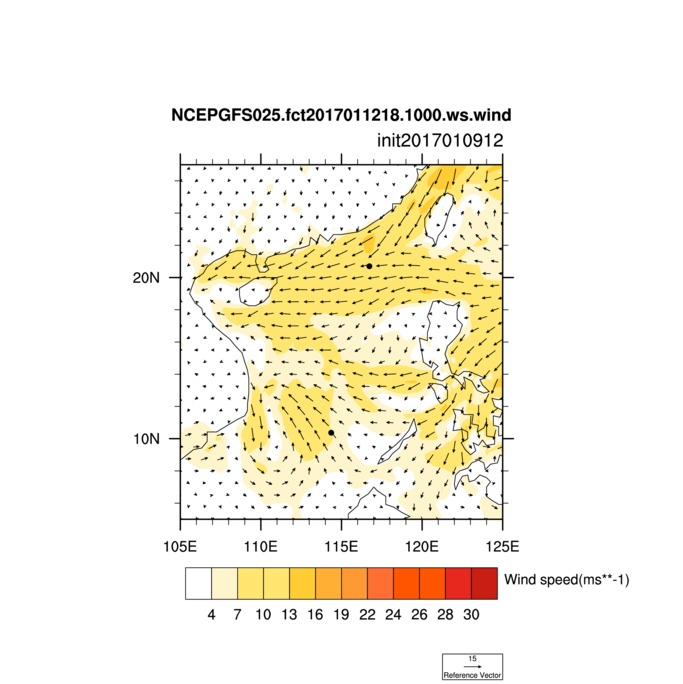 NCEPGFS025.fct2017011218.1000.ws.wind
init2017010912
20N
10N
105E 110E 115E 120E 125E
Wind speed(ms**-1)
4 7 10 13 16 19 22 24 26 28 30
15
Reference Vector